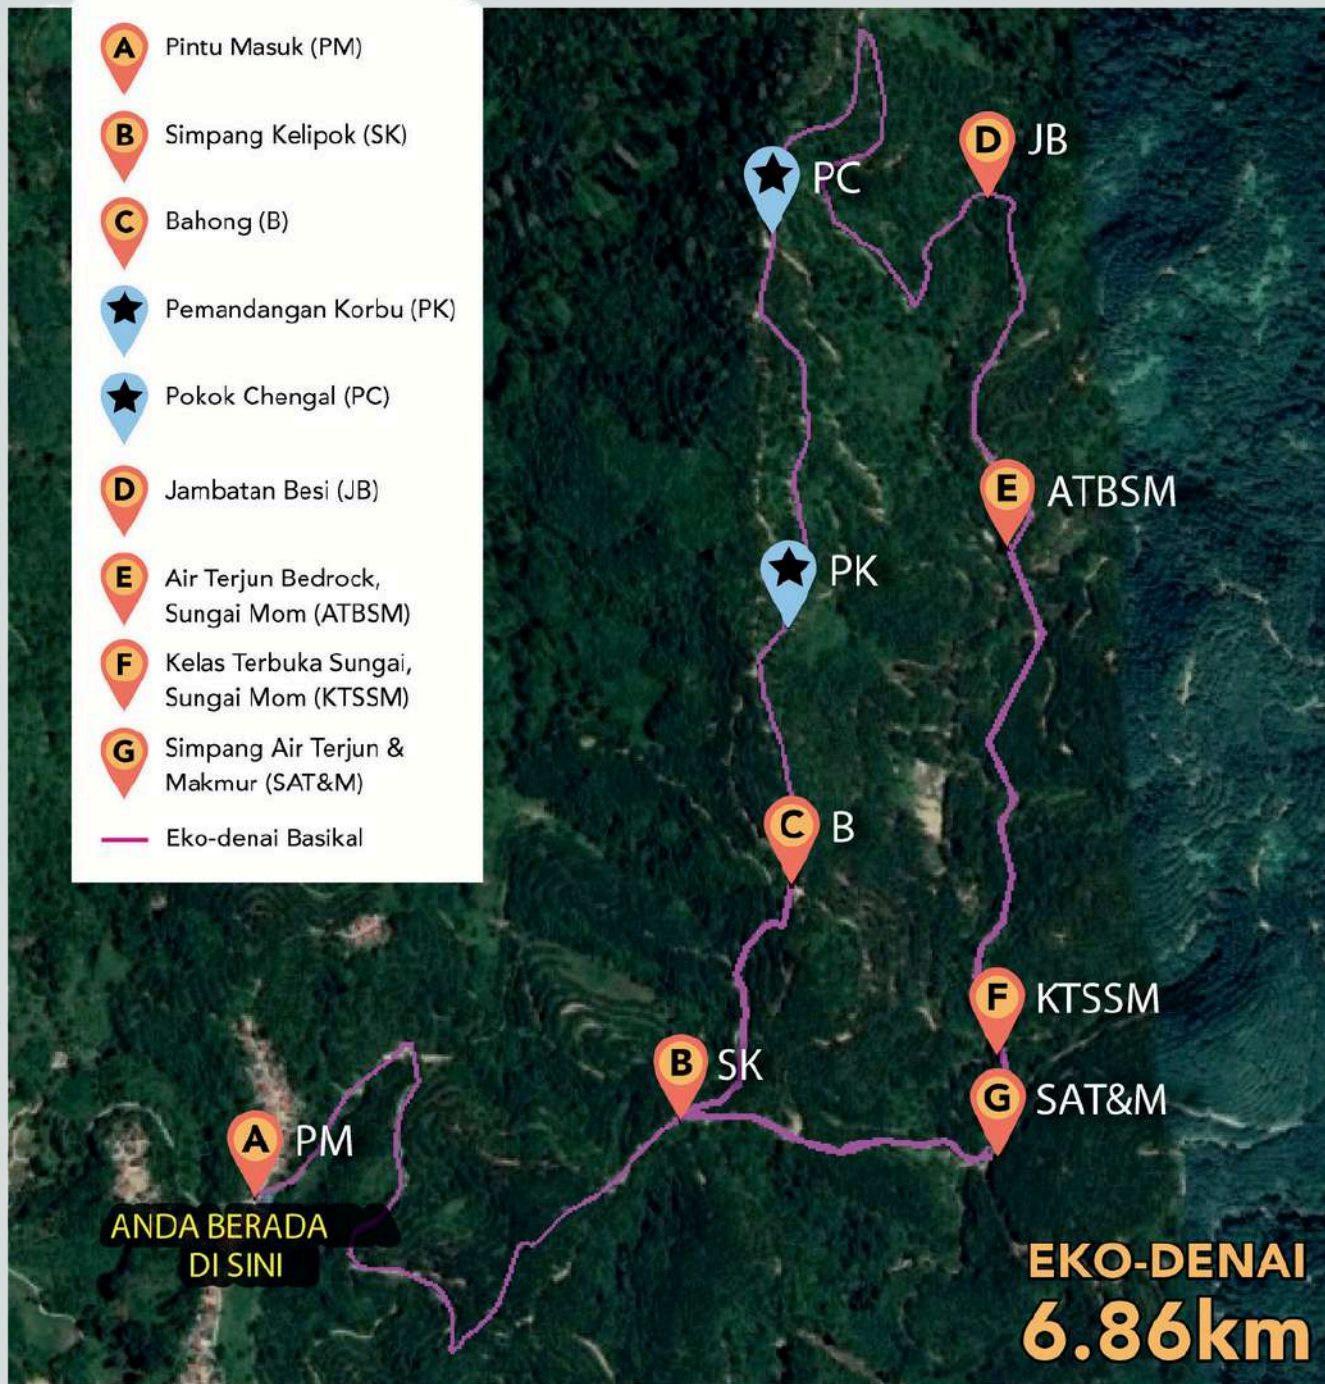 A Pintu Masuk (PM)
B Simpang Kelipok (SK)
C Bahong (B)
Pemandangan Korbu (PK)
Pokok Chengal (PC)
D Jambatan Besi (JB)
E Air Terjun Bedrock,
Sungai Mom (ATBSM)
F Kelas Terbuka Sungai,
Sungai Mom (KTSSM)
G Simpang Air Terjun &
Makmur (SAT&M)
Eko-denai Basikal
PC
D JB
E ATBSM
PK
C B
F KTSSM
B SK
G SAT&M
A PM
ANDA BERADA
DI SINI
EKO-DENAI
6.86km